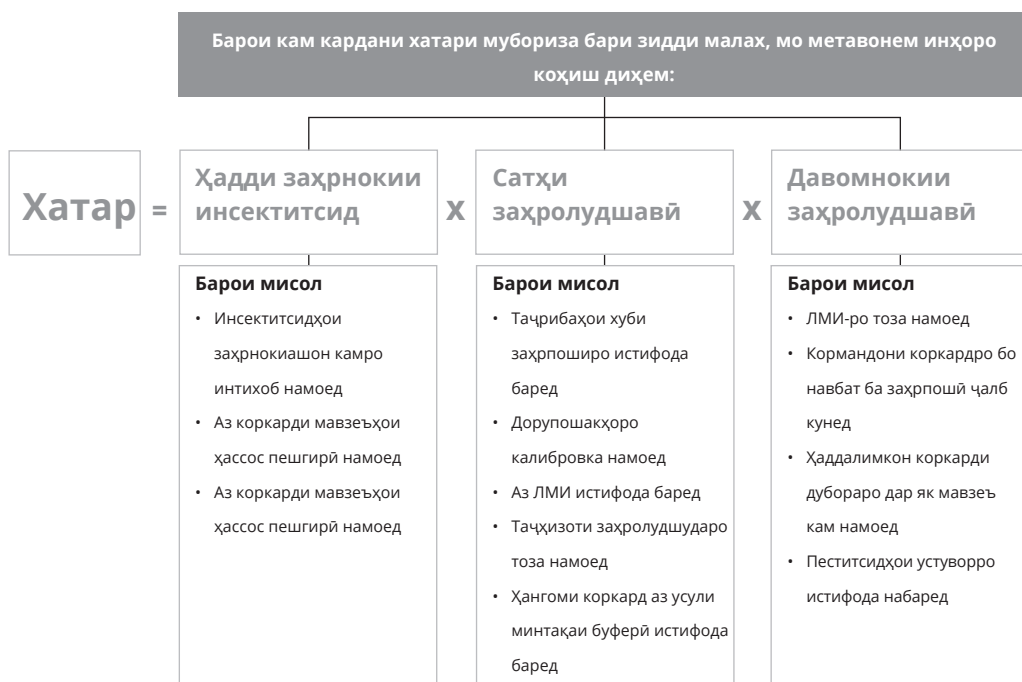 Барои кам кардани хатари мубориза бари зидди малах, мо метавонем инҳоро
коҳиш диҳем:
Хатар =
Ҳадди заҳрнокии
инсектитсид
x
Сатҳи
заҳролудшавӣ
x
Давомнокии
заҳролудшавӣ
Барои мисол
• Инсектитсидҳои
заҳрнокиашон камро
интихоб намоед
• Аз коркарди мавзеъҳои
ҳассос пешгирӣ намоед
• Аз коркарди мавзеъҳои
ҳассос пешгирӣ намоед
Барои мисол
• Таҷрибаҳои хуби
заҳрпоширо истифода
баред
• Дорупошакҳоро
калибровка намоед
• Аз ЛМИ истифода баред
• Таҷҳизоти заҳролудшударо
тоза намоед
• Ҳангоми коркард аз усули
минтақаи буферӣ истифода
баред
Барои мисол
• ЛМИ-ро тоза намоед
• Кормандони коркардро бо
навбат ба заҳрпошӣ ҷалб
кунед
• Ҳаддалимкон коркарди
дубораро дар як мавзеъ
кам намоед
• Пеститсидҳои устуворро
истифода набаред